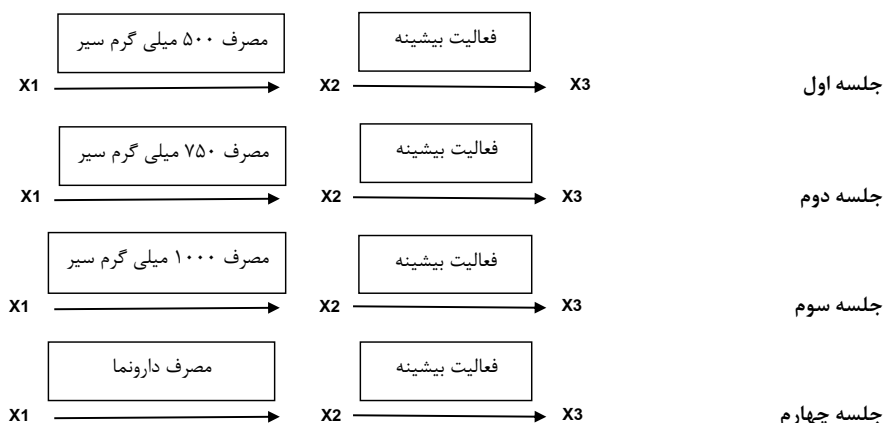 مصرف ۵۰۰ میلی گرم سیر
فعالیت بیشینه
X1 X2 X3 جلسه اول
مصرف ۷۵۰ میلی گرم سیر
فعالیت بیشینه
X1 X2 X3 جلسه دوم
مصرف ۱۰۰۰ میلی گرم سیر
فعالیت بیشینه
X1 X2 X3 جلسه سوم
مصرف دارونما
فعالیت بیشینه
X1 X2 X3 جلسه چهارم